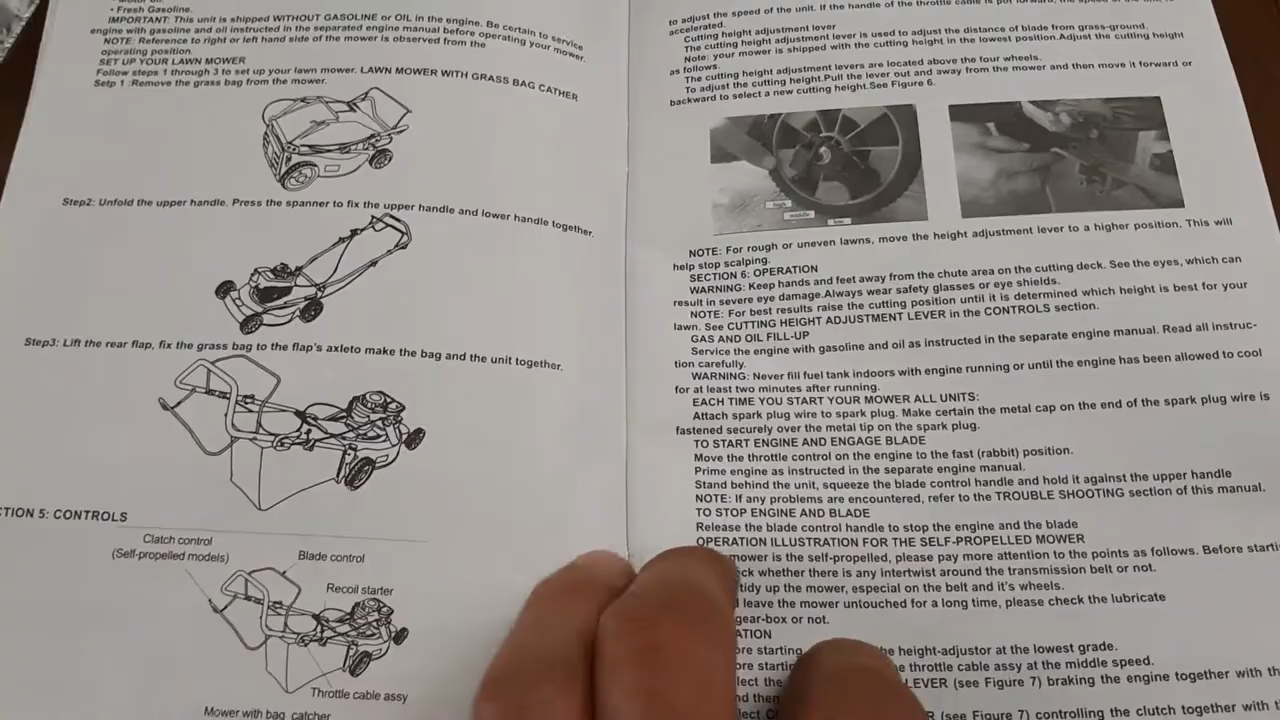 • Fresh Gasoline.
IMPORTANT: This unit is shipped WITHOUT GASOLINE or OIL in the engine. Be certain to service
engine with gasoline and oil instructed in the separated engine manual before operating your mower.
NOTE: Reference to right or left hand side of the mower is observed from the
operating position.
SET UP YOUR LAWN MOWER
Follow steps 1 through 3 to set up your lawn mower. LAWN MOWER WITH GRASS BAG CATHER
Setp 1 :Remove the grass bag from the mower.
Step2: Unfold the upper handle. Press the spanner to fix the upper handle and lower handle together.
Step3: Lift the rear flap, fix the grass bag to the flap's axleto make the bag and the unit together.
CTION 5: CONTROLS
Clatch control
(Self-propelled models)
Blade control
Recoil starter
Throttle cable assy
Mower with bag catcher
to adjust the speed of the unit. If the handle of the throttle cable is put forward, the speed of
accelerated.
Cutting height adjustment lever
The cutting height adjustment lever is used to adjust the distance of blade from grass-ground.
Note: your mower is shipped with the cutting height in the lowest position.Adjust the cutting height
as follows.
The cutting height adjustment levers are located above the four wheels.
To adjust the cutting height.Pull the lever out and away from the mower and then move it forward or
backward to select a new cutting height.See Figure 6.
high
middle
low
NOTE: For rough or uneven lawns, move the height adjustment lever to a higher position. This will
help stop scalping.
SECTION 6: OPERATION
WARNING: Keep hands and feet away from the chute area on the cutting deck. See the eyes, which can
result in severe eye damage.Always wear safety glasses or eye shields.
NOTE: For best results raise the cutting position until it is determined which height is best for your
lawn. See CUTTING HEIGHT ADJUSTMENT LEVER in the CONTROLS section.
GAS AND OIL FILL-UP
Service the engine with gasoline and oil as instructed in the separate engine manual. Read all instruc-
tion carefully.
WARNING: Never fill fuel tank indoors with engine running or until the engine has been allowed to cool
for at least two minutes after running.
EACH TIME YOU START YOUR MOWER ALL UNITS:
Attach spark plug wire to spark plug. Make certain the metal cap on the end of the spark plug wire is
fastened securely over the metal tip on the spark plug.
TO START ENGINE AND ENGAGE BLADE
Move the throttle control on the engine to the fast (rabbit) position.
Prime engine as instructed in the separate engine manual.
Stand behind the unit, squeeze the blade control handle and hold it against the upper handle
NOTE: If any problems are encountered, refer to the TROUBLE SHOOTING section of this manual.
TO STOP ENGINE AND BLADE
Release the blade control handle to stop the engine and the blade
OPERATION ILLUSTRATION FOR THE SELF-PROPELLED MOWER
mower is the self-propelled, please pay more attention to the points as follows. Before starti
ck whether there is any intertwist around the transmission belt or not.
tidy up the mower, especial on the belt and it's wheels.
leave the mower untouched for a long time, please check the lubricate
gear-box or not.
ATION
ore starting he height-adjustor at the lowest grade.
ore starti e throttle cable assy at the middle speed.
lect the LEVER (see Figure 7) braking the engine together with th
nd then
lect C R (see Figure 7) controlling the clutch together with t